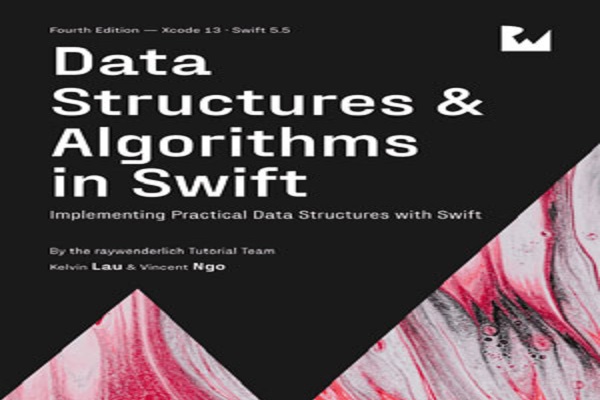 Fourth Edition — Xcode 13 · Swift 5.5
Data
Structures &
Algorithms
in Swift
Implementing Practical Data Structures with Swift
By the raywenderlich Tutorial Team
Kelvin Lau & Vincent Ngo